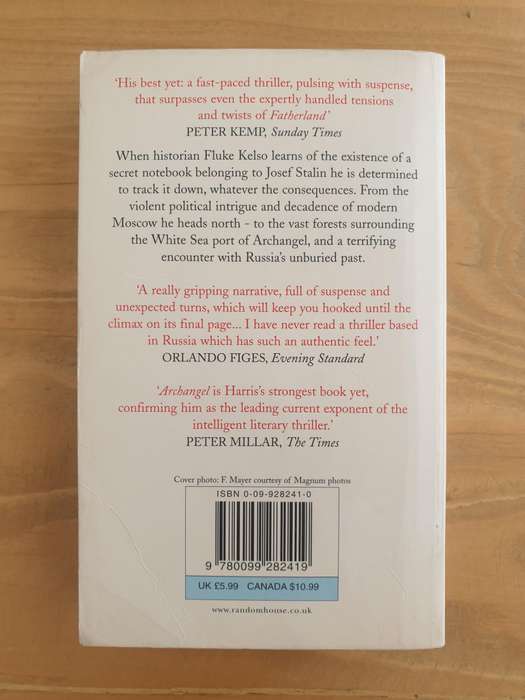 ‘His best yet: a fast-paced thriller, pulsing with suspense,
that surpasses even the expertly handled tensions
and twists of Fatherland’
PETER KEMP, Sunday Times
When historian Fluke Kelso learns of the existence of a
secret notebook belonging to Josef Stalin he is determined
to track it down, whatever the consequences. From the
violent political intrigue and decadence of modern
Moscow he heads north - to the vast forests surrounding
the White Sea port of Archangel, and a terrifying
encounter with Russia’s unburied past.
‘A really gripping narrative, full of suspense and
unexpected turns, which will keep you hooked until the
climax on its final page... I have never read a thriller based
in Russia which has such an authentic feel.’
ORLANDO FIGES, Evening Standard
‘Archangel is Harris’s strongest book yet,
confirming him as the leading current exponent of the
intelligent literary thriller.’
PETER MILLAR, The Times
Cover photo: F. Mayer courtesy of Magnum photos
ISBN 0-09-928241-0
9 780099 282419
UK £5.99 CANADA $10.99
www.randomhouse.co.uk